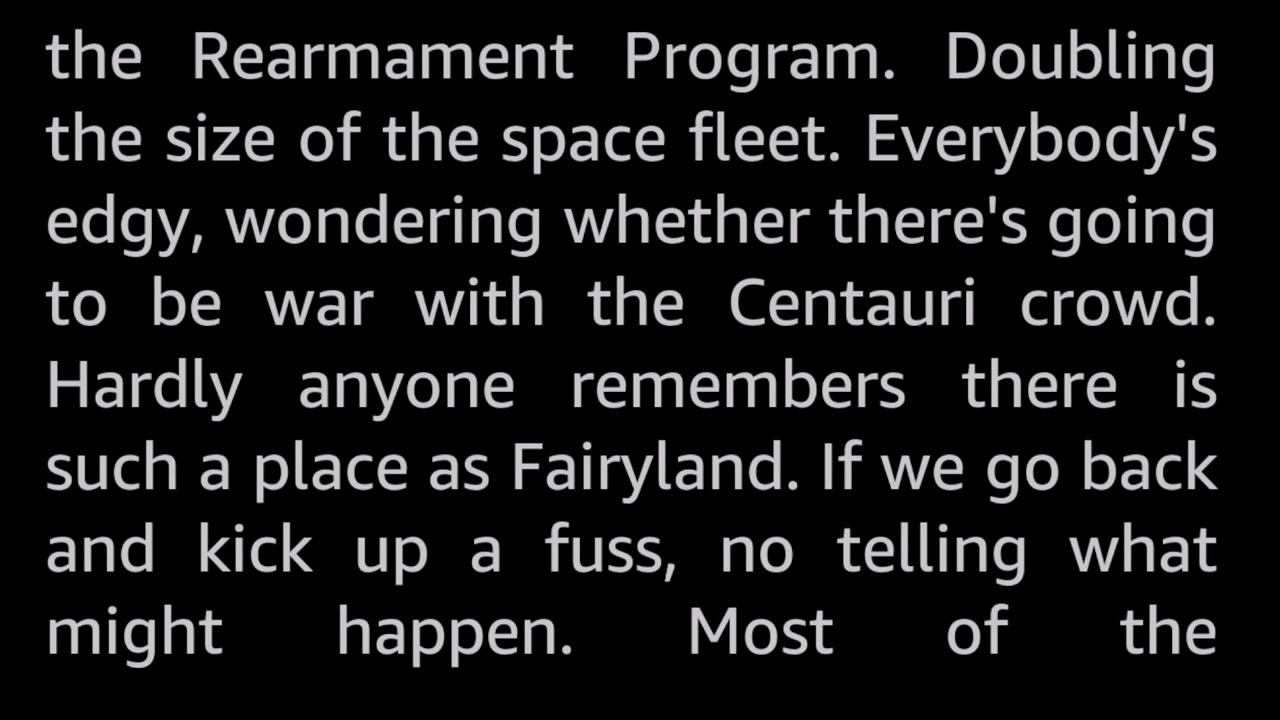 the Rearmament Program. Doubling
the size of the space fleet. Everybody's
edgy, wondering whether there's going
to be war with the Centauri crowd.
Hardly anyone remembers there is
such a place as Fairyland. If we go back
and kick up a fuss, no telling what
might happen. Most of the